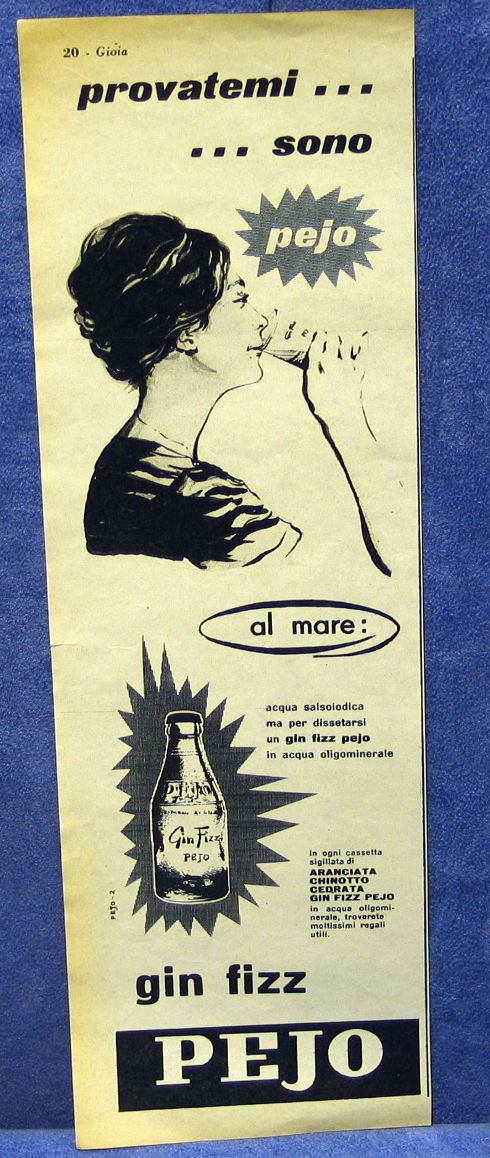 20 - Gioia
provatemi ...
... sono
pejo
al mare:
acqua salsoiodica
ma per dissetarsi
un gin fizz pejo
in acqua oligominerale
Gin Fizz
PEJO
in ogni cassetta
sigillata di
ARANCIATA
CHINOTTO
CEDRATA
GIN FIZZ PEJO
in acqua oligomi-
nerale, troverete
moltissimi regali
utili.
PEJO - 2
gin fizz
PEJO